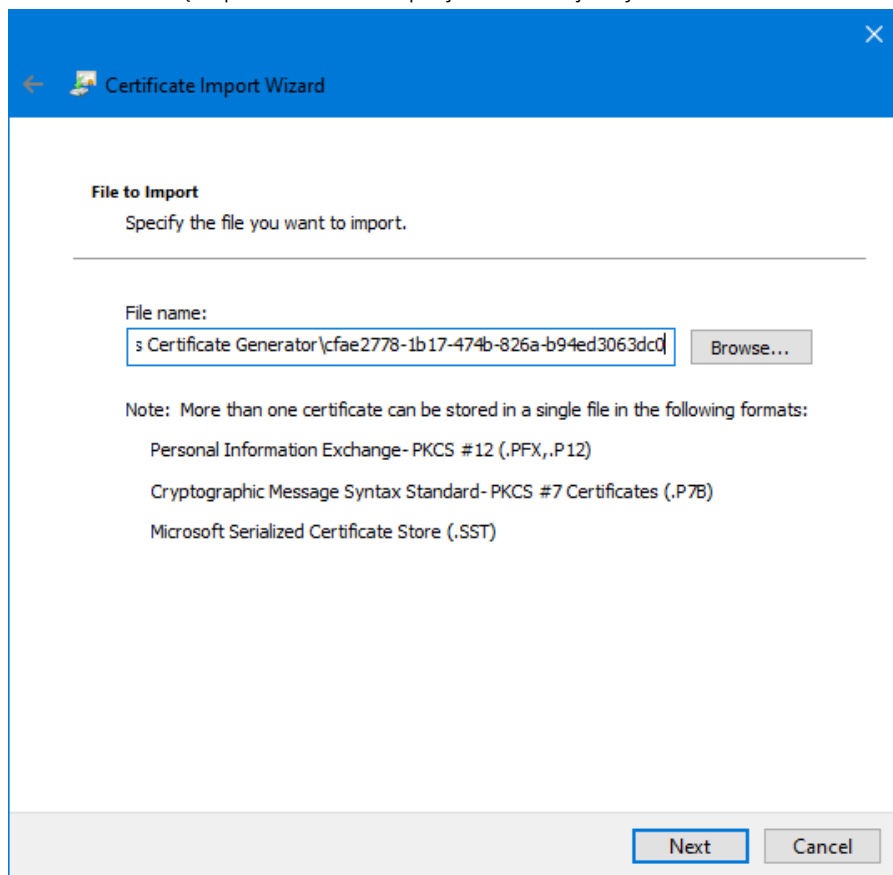 Certificate Import Wizard
File to Import
Specify the file you want to import.
File name:
s Certificate Generator\cfae2778-1b17-474b-826a-b94ed3063dc0
Browse...
Note: More than one certificate can be stored in a single file in the following formats:
Personal Information Exchange- PKCS #12 (.PFX,.P12)
Cryptographic Message Syntax Standard- PKCS #7 Certificates (.P7B)
Microsoft Serialized Certificate Store (.SST)
Next
Cancel